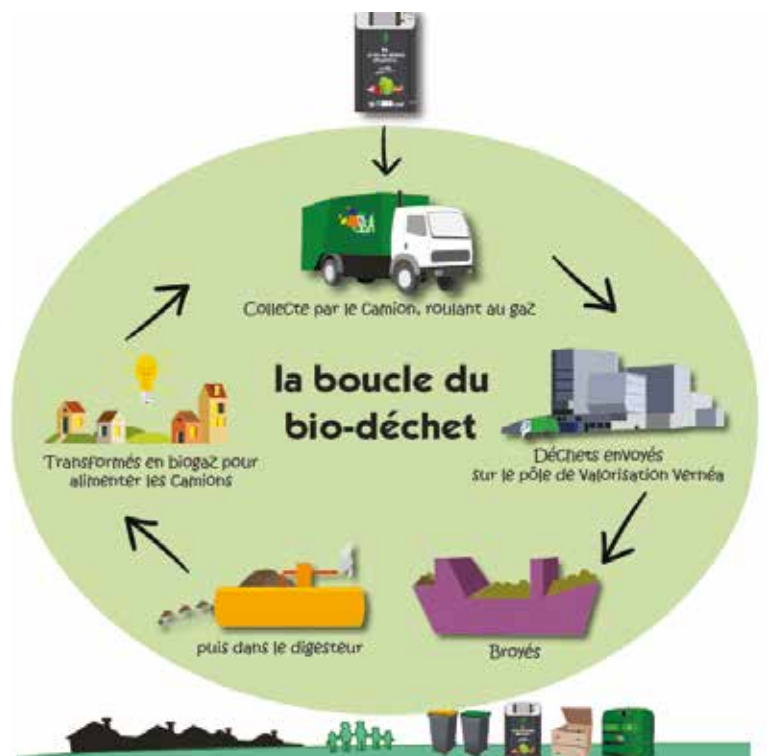 SBA
Collecte par le camion, roulant au gaz
la boucle du
bio-déchet
Déchets envoyés
sur le pôle de Valorisation Vernéa
Transformés en biogaz pour
alimenter les camions
Broyés
puis dans le digesteur